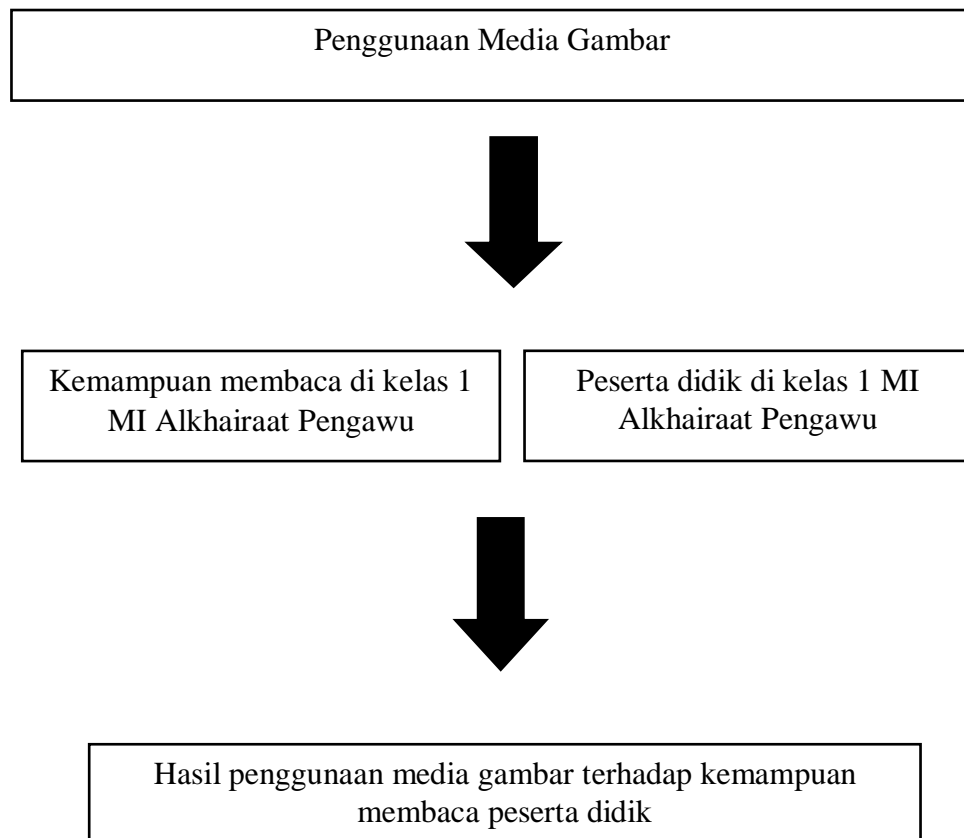 Penggunaan Media Gambar
Kemampuan membaca di kelas 1
MI Alkhairaat Pengawu
Peserta didik di kelas 1 MI
Alkhairaat Pengawu
Hasil penggunaan media gambar terhadap kemampuan
membaca peserta didik